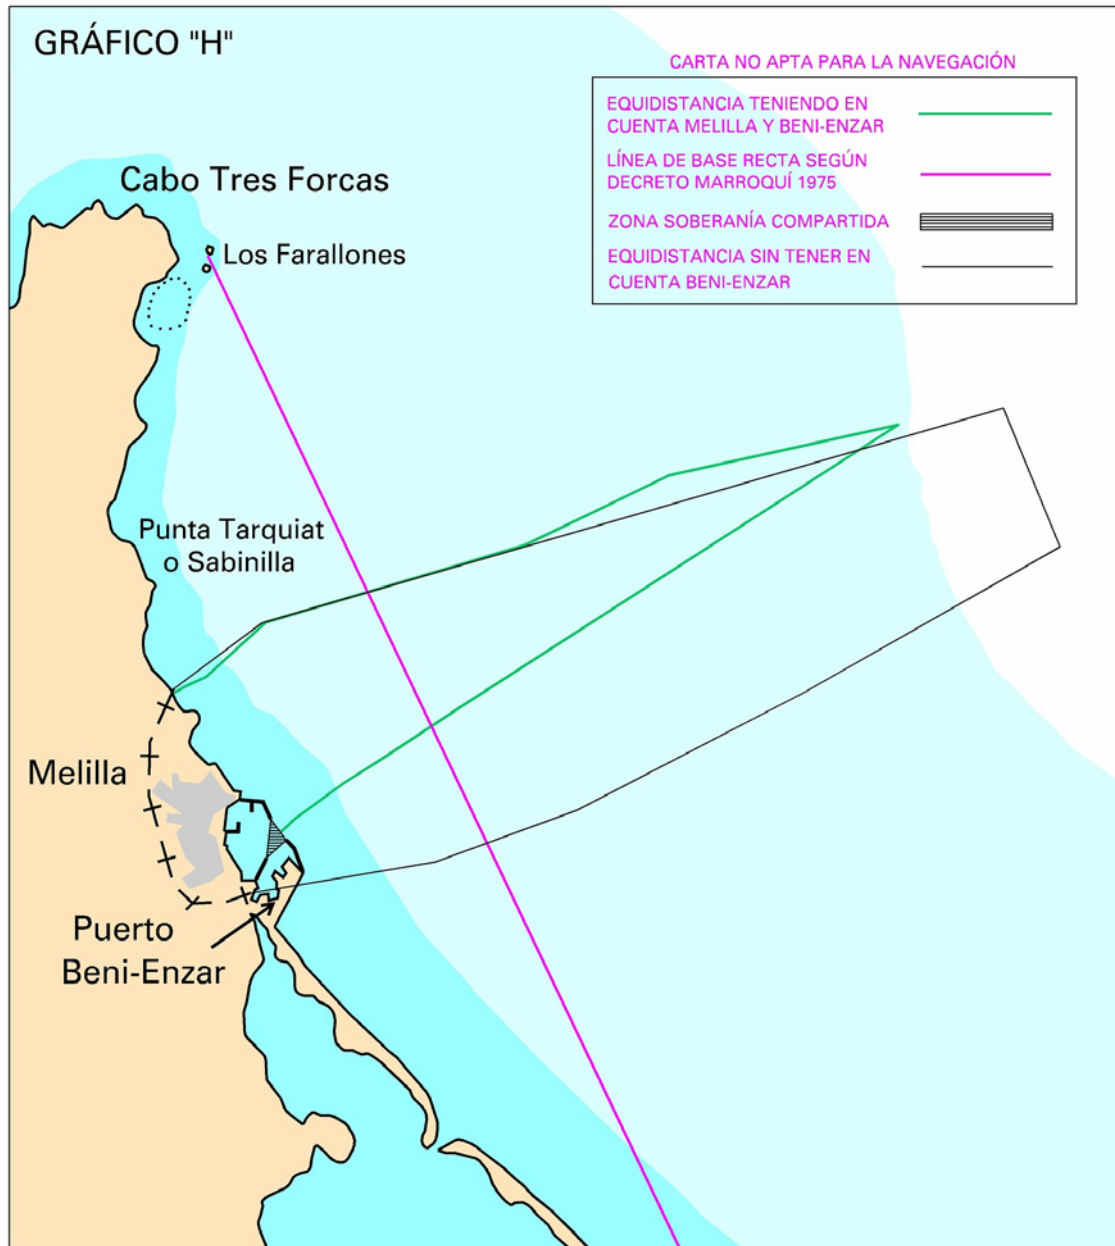 GRÁFICO "H"
CARTA NO APTA PARA LA NAVEGACIÓN
EQUIDISTANCIA TENIENDO EN
CUENTA MELILLA Y BENI-ENZAR
LÍNEA DE BASE RECTA SEGÚN
DECRETO MARROQUÍ 1975
ZONA SOBERANÍA COMPARTIDA
EQUIDISTANCIA SIN TENER EN
CUENTA BENI-ENZAR
Cabo Tres Forcas
Los Farallones
Punta Tarquiat
o Sabinilla
Melilla
Puerto
Beni-Enzar